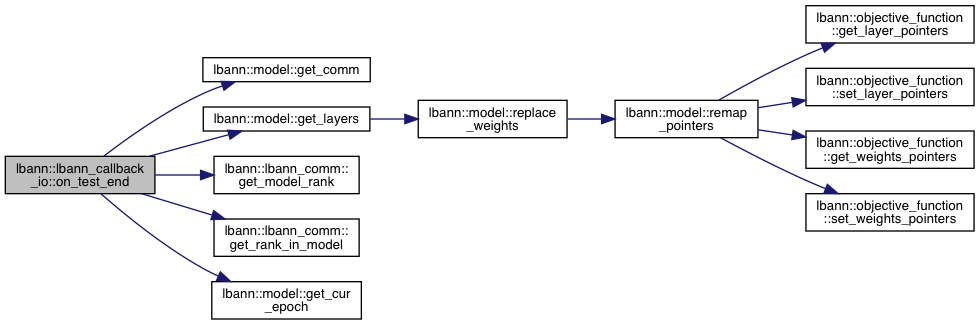 lbann::lbann_callback
_io::on_test_end
lbann::model::get_comm
lbann::model::get_layers
lbann::lbann_comm::
get_model_rank
lbann::lbann_comm::
get_rank_in_model
lbann::model::get_cur
_epoch
lbann::model::replace
_weights
lbann::model::remap
_pointers
lbann::objective_function
::get_layer_pointers
lbann::objective_function
::set_layer_pointers
lbann::objective_function
::get_weights_pointers
lbann::objective_function
::set_weights_pointers